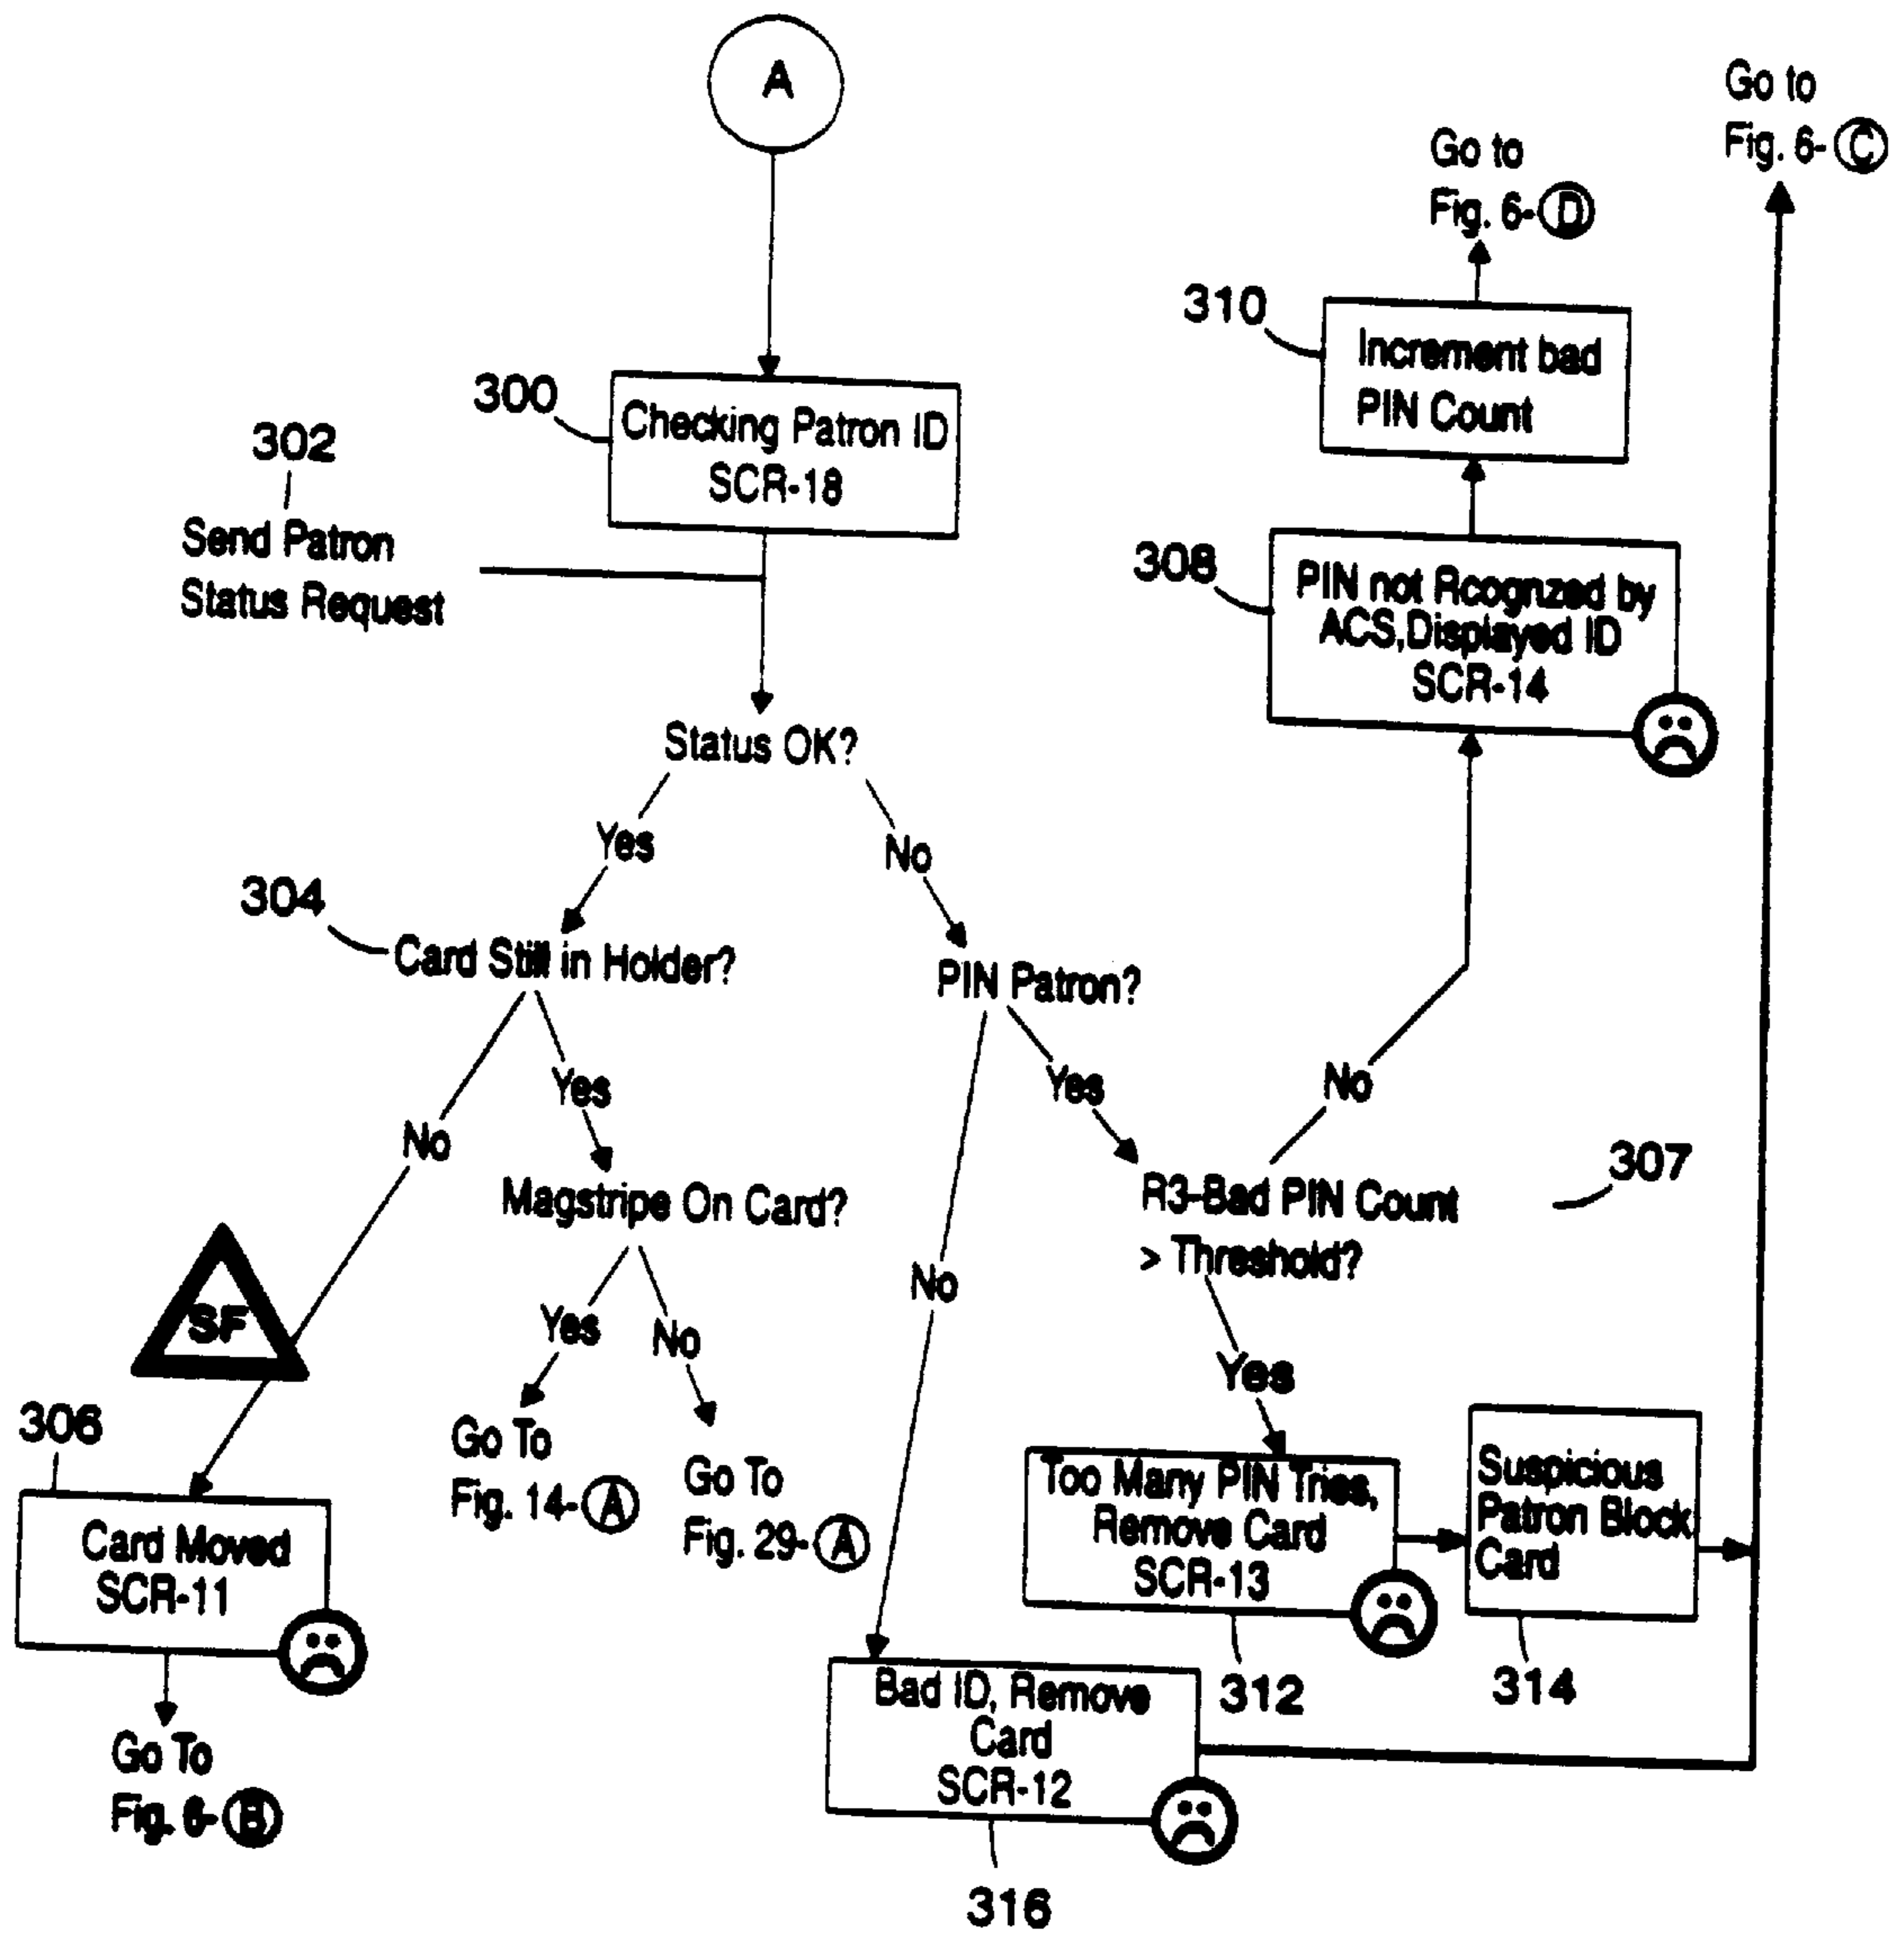 A
Go to
Fig. 6-C
Go to
Fig. 6-D
310
Increment bad
PIN Count
300
Checking Patron ID
SCR-18
302
Send Patron
Status Request
308
PIN not Rcognzed by
ACS,Displayed ID
SCR-14
Status OK?
Yes
No
304
Card Still in Holder?
PIN Patron?
No
Yes
Yes
No
No
307
Magstripe On Card?
R3-Bad PIN Count
> Threshold?
SF
Yes
No
Yes
306
Card Moved
SCR-11
Go To
Fig. 14-A
Go To
Fig. 29-A
Too Many PIN Tries,
Remove Card
SCR-13
Suspicious
Patron Block
Card
312
314
Go To
Fig. 6-B
Bad ID, Remove
Card
SCR-12
316